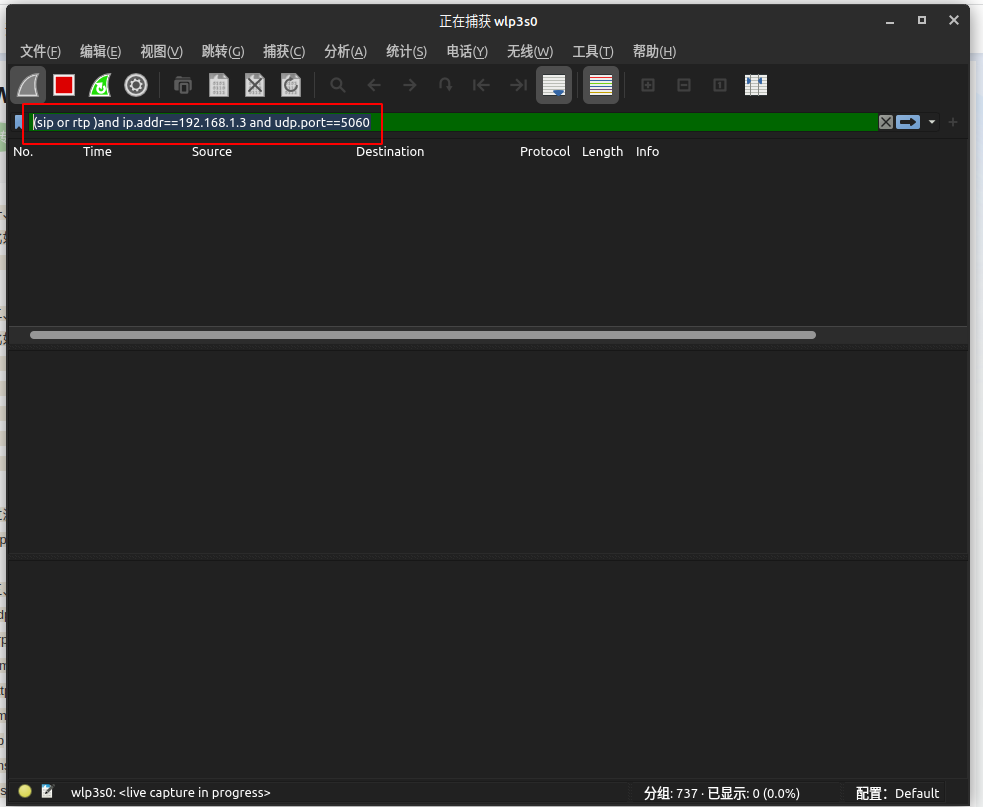 正在捕获 wlp3s0
文件(F) 编辑(E) 视图(V) 跳转(G) 捕获(C) 分析(A) 统计(S) 电话(Y) 无线(W) 工具(T) 帮助(H)
(sip or rtp )and ip.addr==192.168.1.3 and udp.port==5060
No. Time Source Destination Protocol Length Info
wlp3s0: <live capture in progress> 分组: 737 · 已显示: 0 (0.0%) 配置: Default